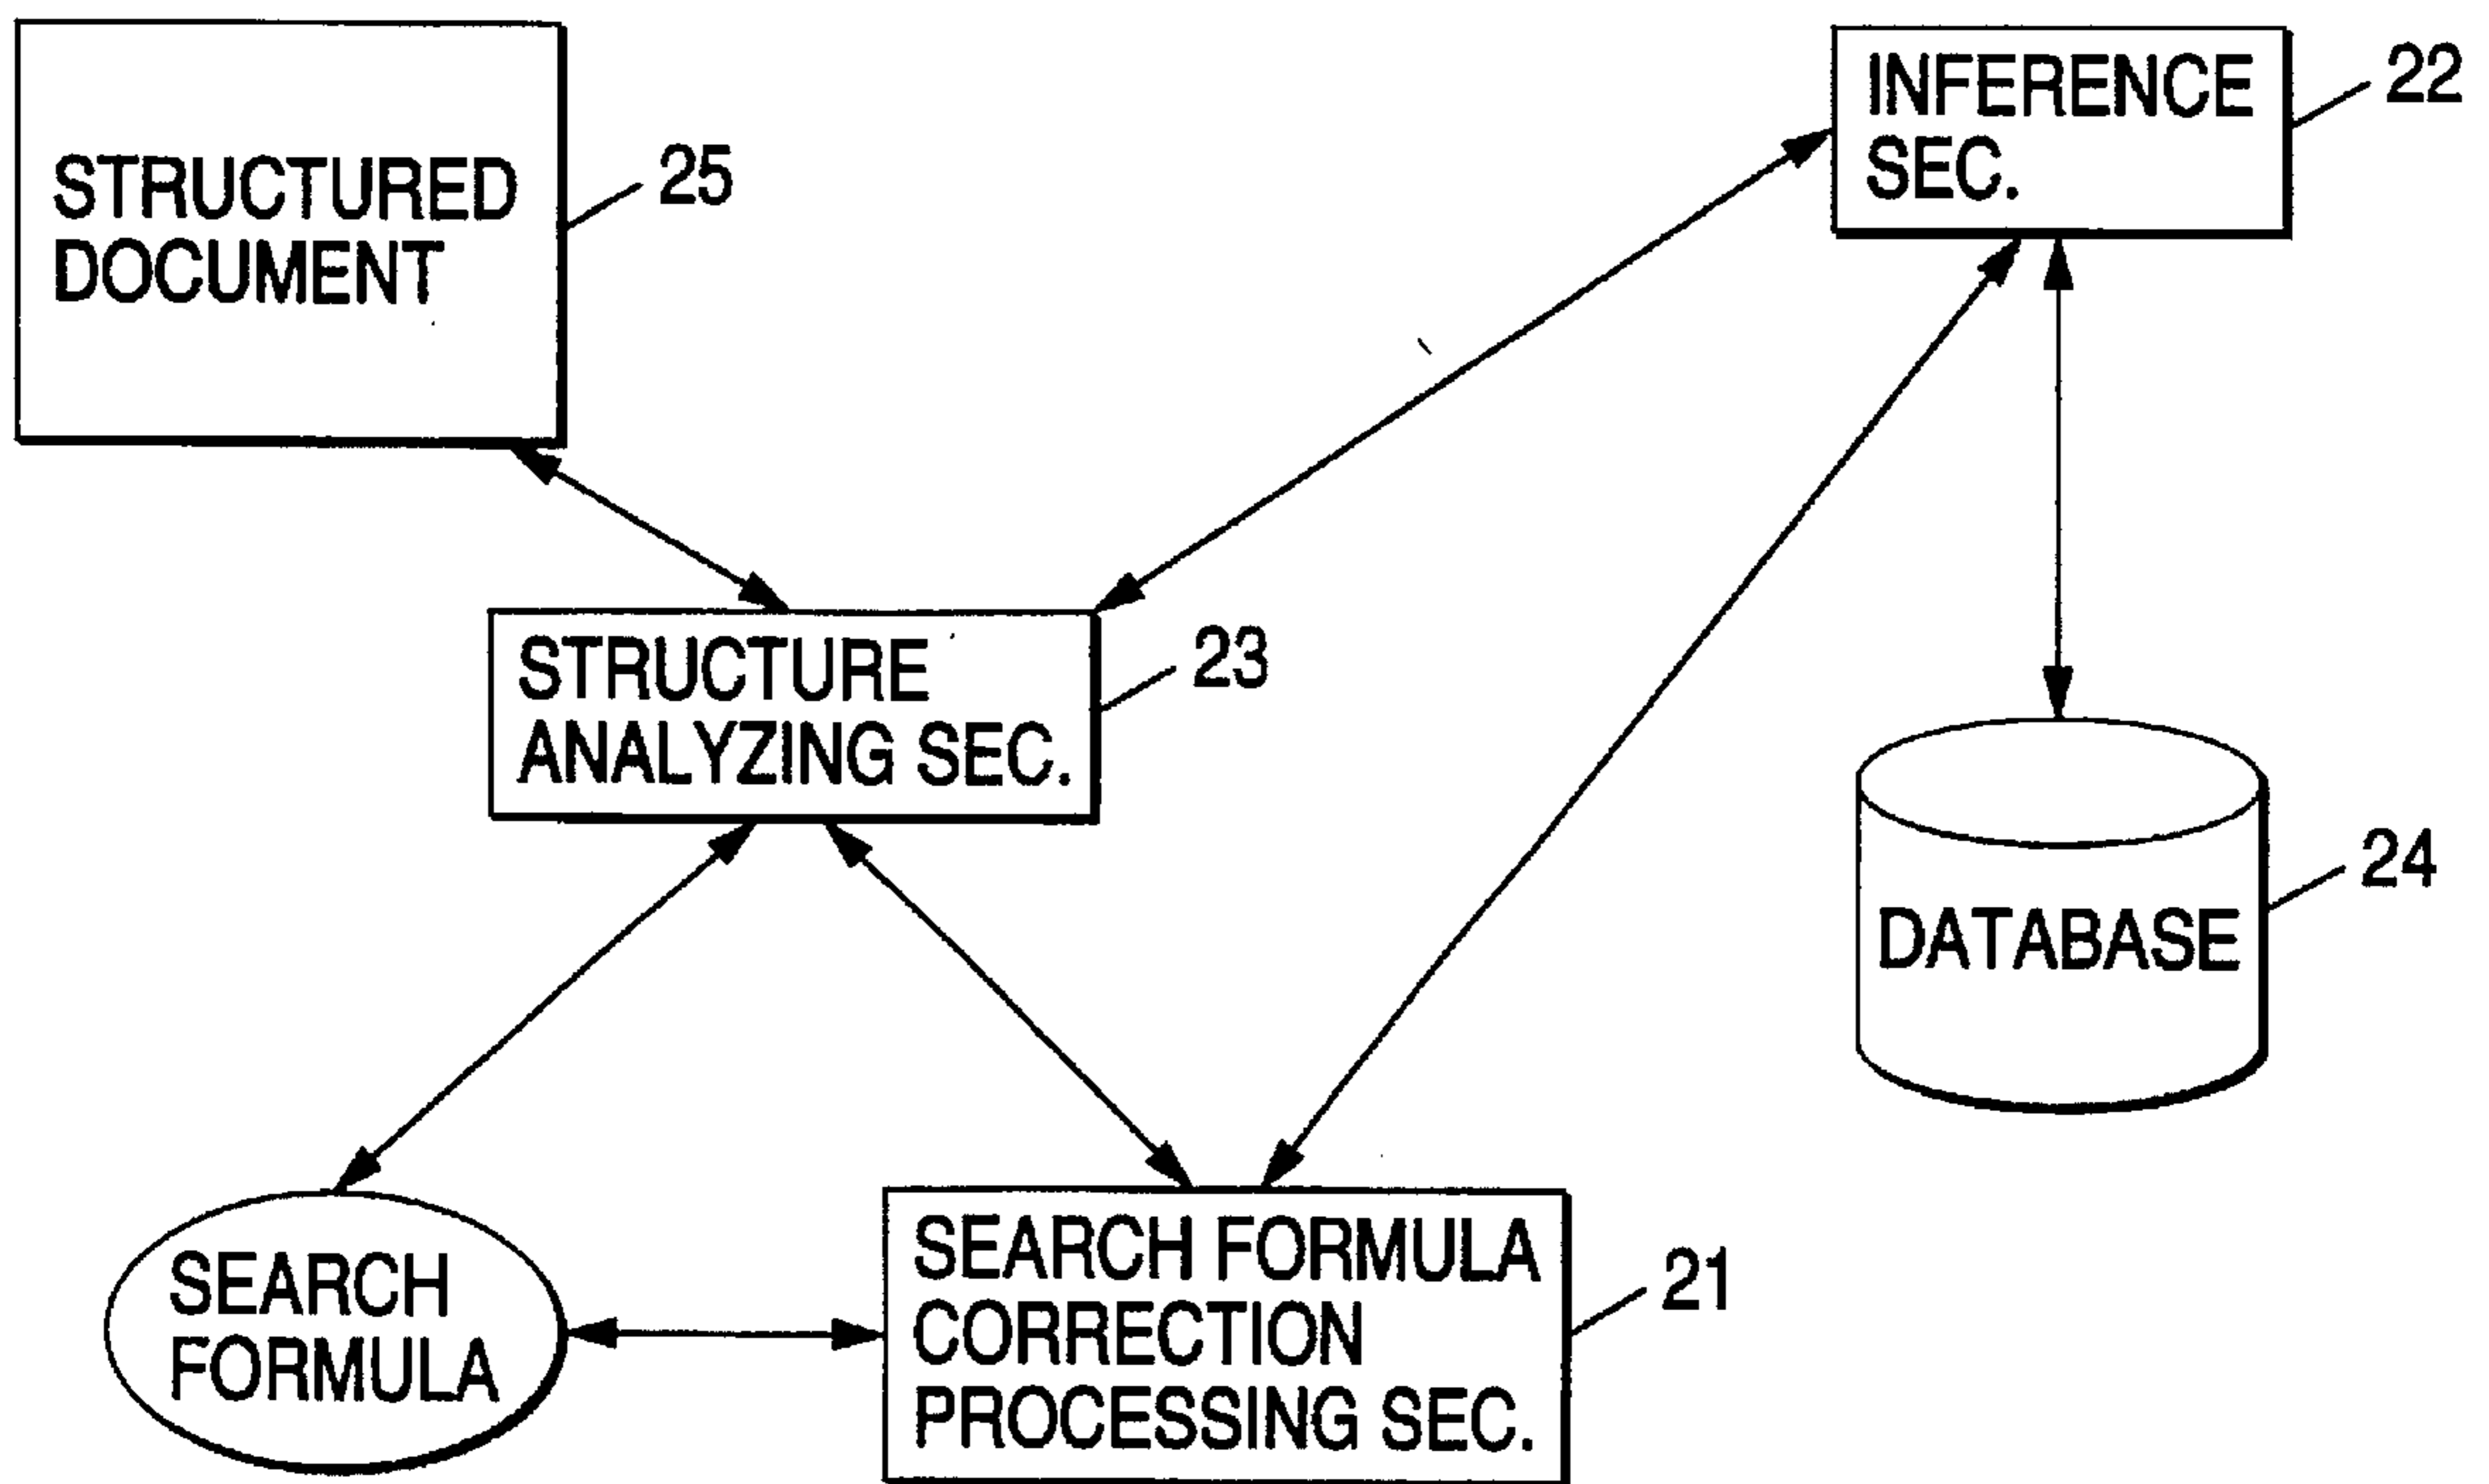 STRUCTURED
DOCUMENT
25
INFERENCE
SEC.
22
STRUCTURE
ANALYZING SEC.
23
DATABASE
24
SEARCH
FORMULA
SEARCH FORMULA
CORRECTION
PROCESSING SEC.
21